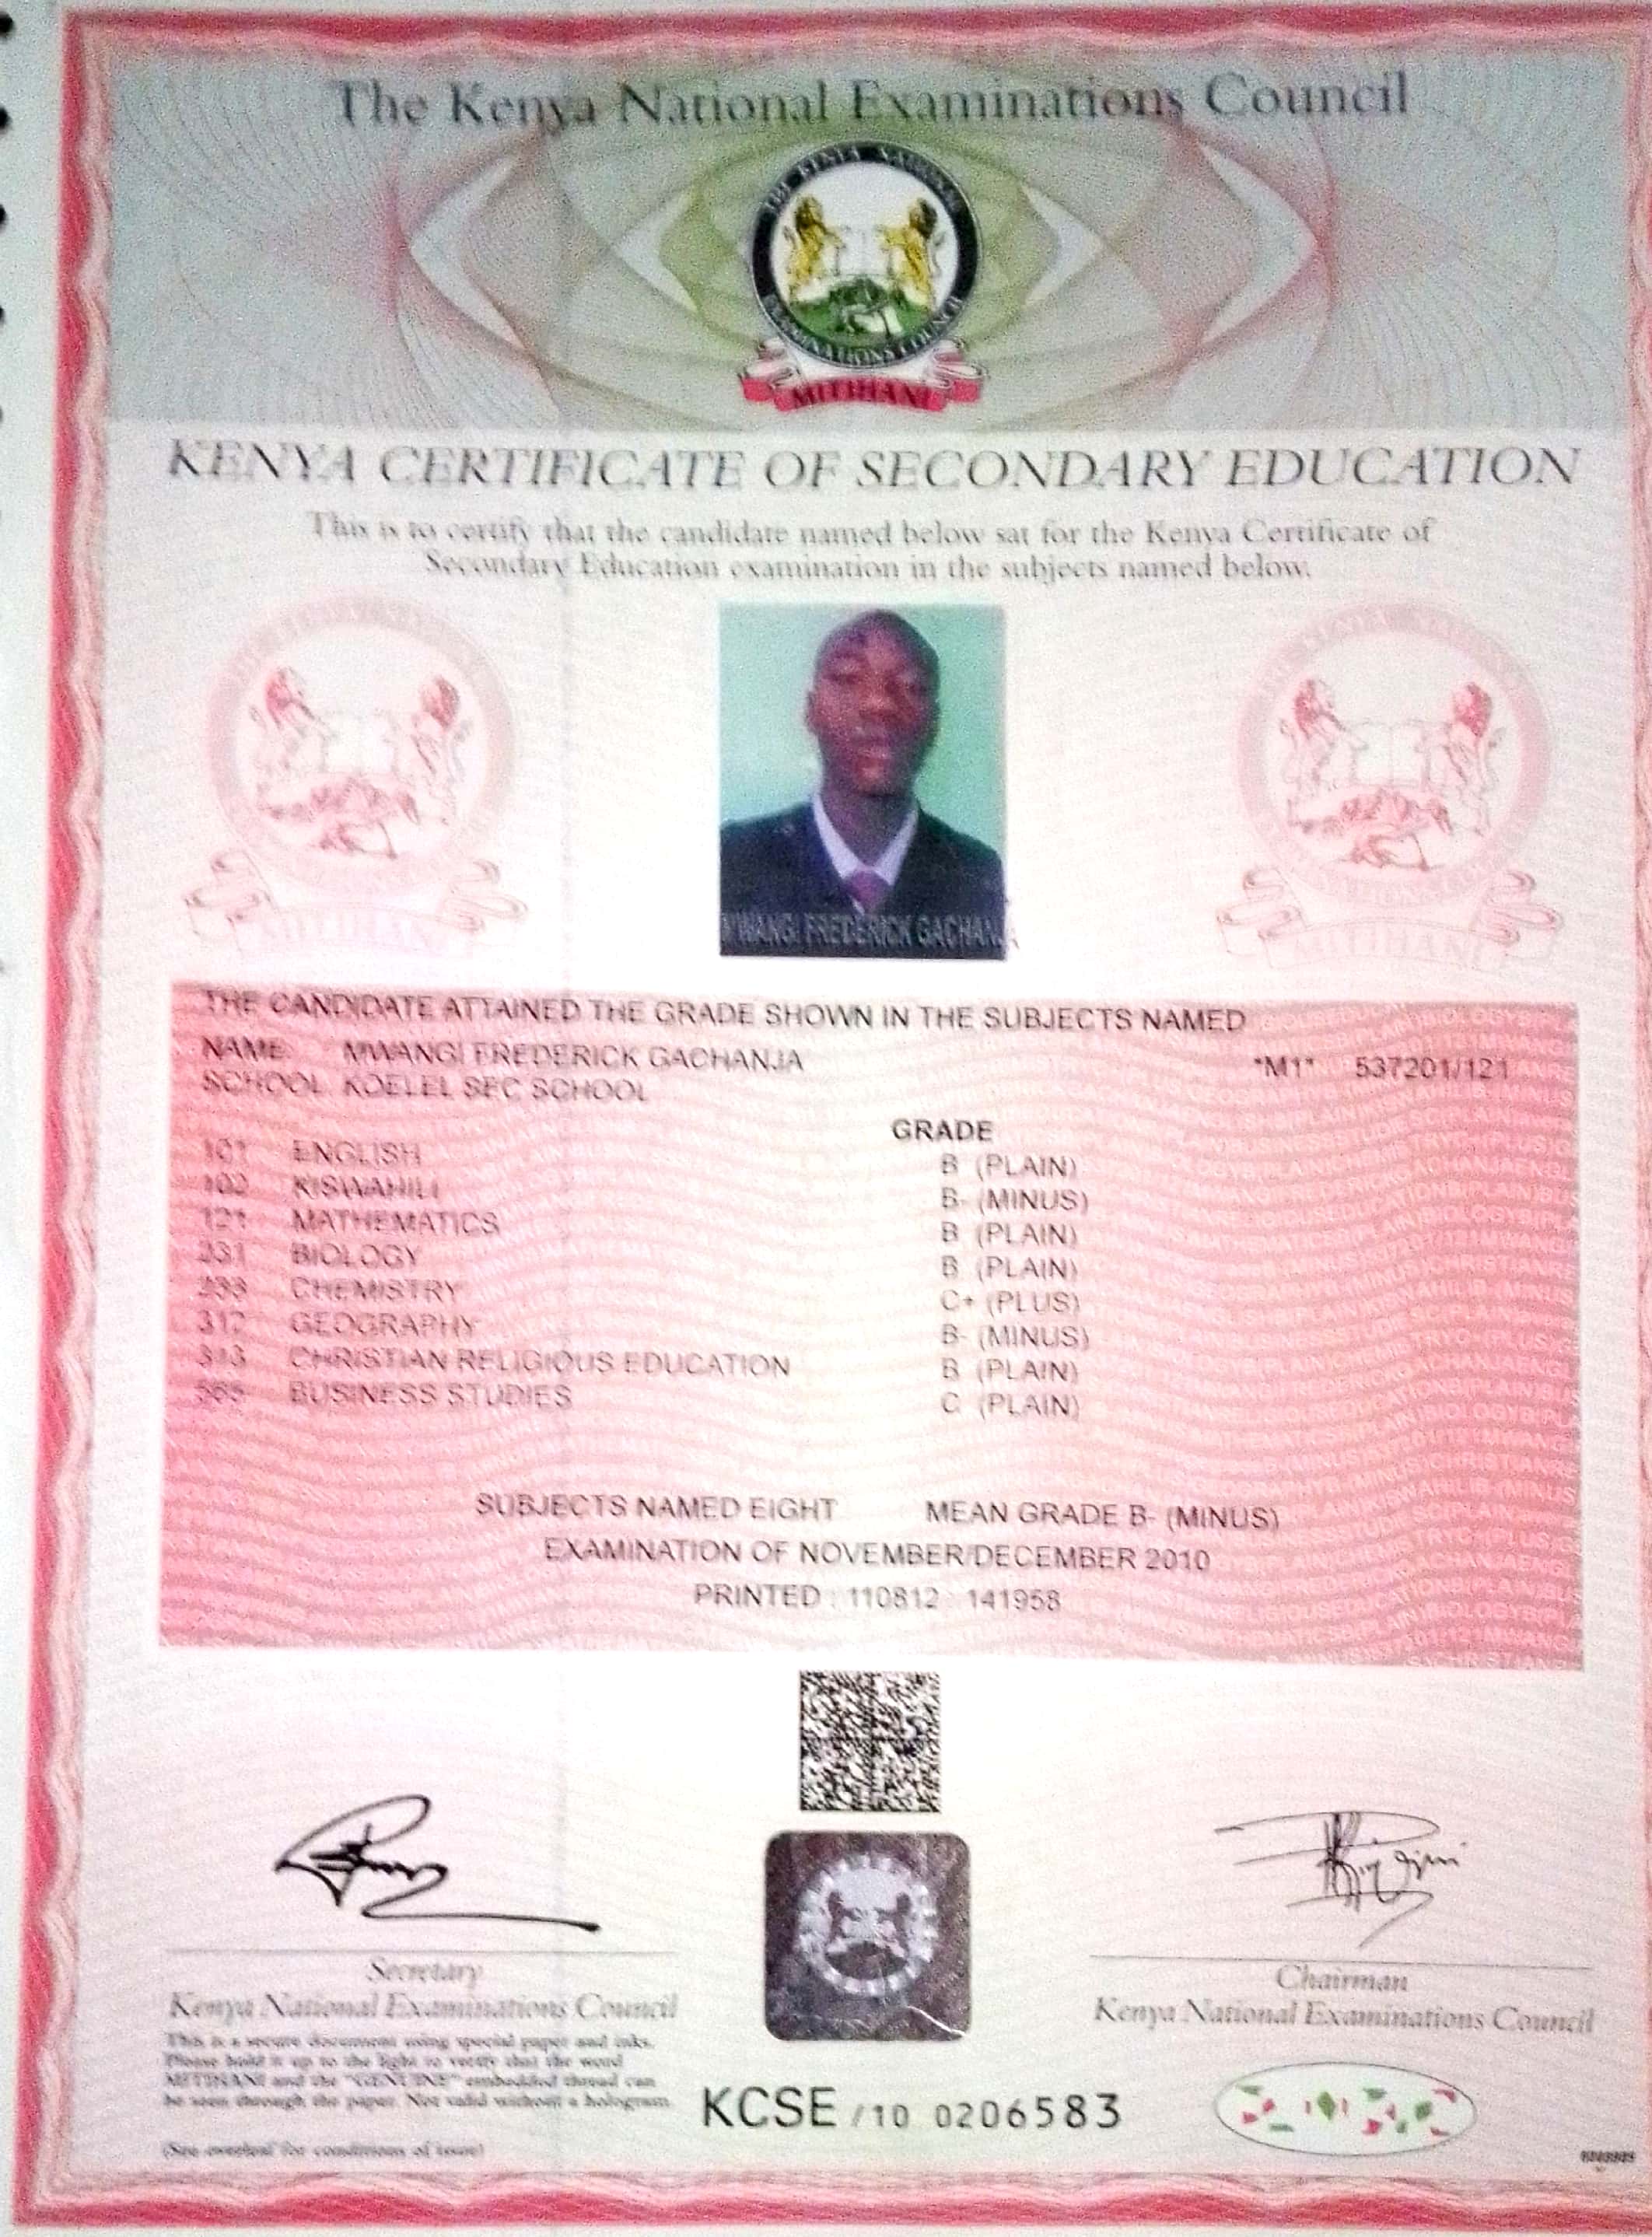 The Kenya National Examinations Council
THE KENYA NATIONAL
EXAMINATIONS COUNCIL
MITIHANI
KENYA CERTIFICATE OF SECONDARY EDUCATION
This is to certify that the candidate named below sat for the Kenya Certificate of
Secondary Education examination in the subjects named below.
MWANGI FREDERICK GACHANJA
THE CANDIDATE ATTAINED THE GRADE SHOWN IN THE SUBJECTS NAMED
NAME: MWANGI FREDERICK GACHANJA *M1* 537201/121
SCHOOL KOELEL SEC SCHOOL
GRADE
101 ENGLISH B (PLAIN)
102 KISWAHILI B- (MINUS)
121 MATHEMATICS B (PLAIN)
231 BIOLOGY B (PLAIN)
233 CHEMISTRY C+ (PLUS)
312 GEOGRAPHY B- (MINUS)
313 CHRISTIAN RELIGIOUS EDUCATION B (PLAIN)
565 BUSINESS STUDIES C (PLAIN)
SUBJECTS NAMED EIGHT MEAN GRADE B- (MINUS)
EXAMINATION OF NOVEMBER/DECEMBER 2010
PRINTED : 110812 : 141958
Secretary
Kenya National Examinations Council
Chairman
Kenya National Examinations Council
This is a secure document using special paper and inks.
Please hold it up to the light to verify that the word
MITIHANI and the "GENUINE" embedded thread can
be seen through the paper. Not valid without a hologram.
(See overleaf for conditions of issue)
KCSE /10 0206583